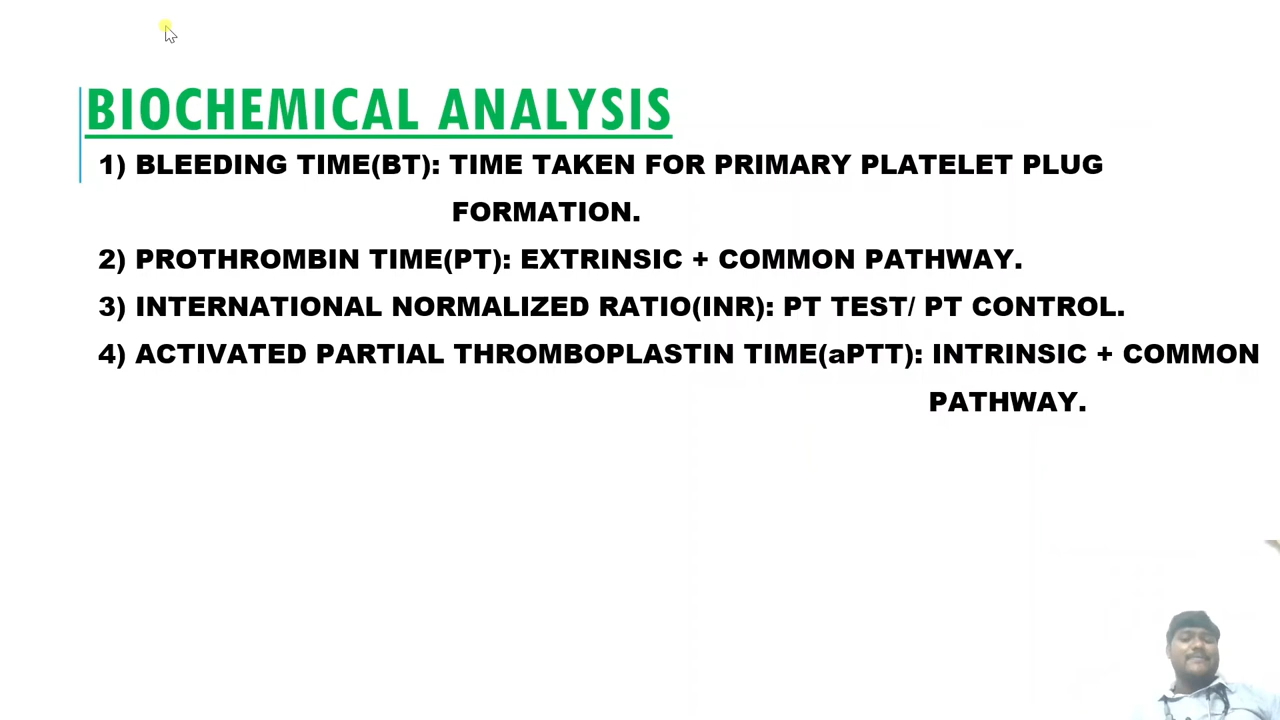 BIOCHEMICAL ANALYSIS
1) BLEEDING TIME(BT): TIME TAKEN FOR PRIMARY PLATELET PLUG
FORMATION.
2) PROTHROMBIN TIME(PT): EXTRINSIC + COMMON PATHWAY.
3) INTERNATIONAL NORMALIZED RATIO(INR): PT TEST/ PT CONTROL.
4) ACTIVATED PARTIAL THROMBOPLASTIN TIME(aPTT): INTRINSIC + COMMON
PATHWAY.